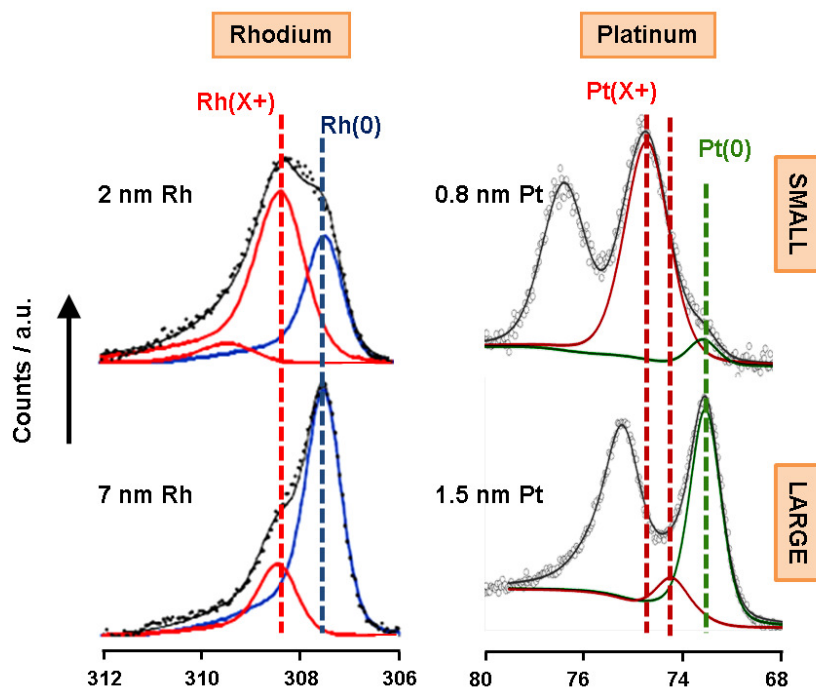 Rhodium
Platinum
Rh(X+)
Rh(0)
Pt(X+)
Pt(0)
2 nm Rh
0.8 nm Pt
SMALL
Counts / a.u.
7 nm Rh
1.5 nm Pt
LARGE
312 310 308 306
80 76 74 68